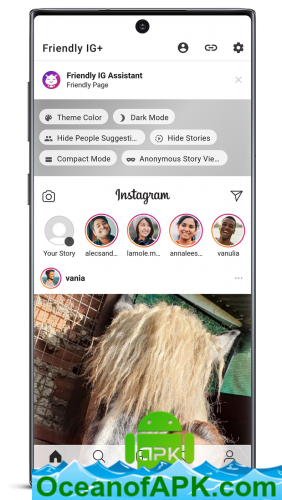 Friendly IG+
Friendly IG Assistant
Friendly Page
Theme Color
Dark Mode
Hide People Suggesti...
Hide Stories
Compact Mode
Anonymous Story Vie...
Instagram
Your Story
alecsand...
lamole.m...
annalees...
vanulia
vania
APK
OceanofAPK.com